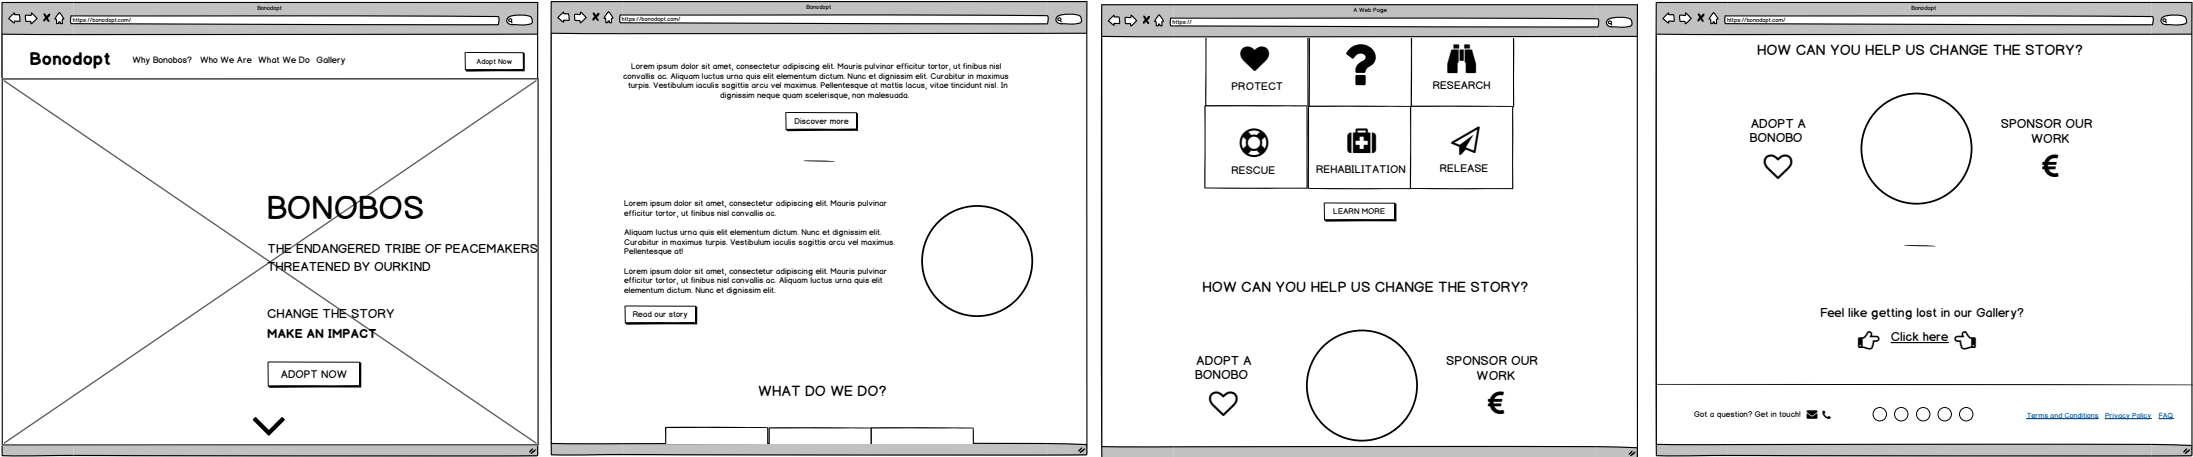 Bonodopt
https://bonodopt.com/
Bonodopt
Why Bonobos? Who We Are What We Do Gallery
Adopt Now
BONOBOS
THE ENDANGERED TRIBE OF PEACEMAKERS
THREATENED BY OURKIND
CHANGE THE STORY
MAKE AN IMPACT
ADOPT NOW
Bonodopt
https://bonodopt.com/
Lorem ipsum dolor sit amet, consectetur adipiscing elit. Mauris pulvinar efficitur tortor, ut finibus nisl
convallis ac. Aliquam luctus urna quis elit elementum dictum. Nunc et dignissim elit. Curabitur in maximus
turpis. Vestibulum iaculis sagittis arcu vel maximus. Pellentesque at mattis lacus, vitae tincidunt nisl. In
dignissim neque quam scelerisque, non malesuada.
Discover more
Lorem ipsum dolor sit amet, consectetur adipiscing elit. Mauris pulvinar
efficitur tortor, ut finibus nisl convallis ac.
Aliquam luctus urna quis elit elementum dictum. Nunc et dignissim elit.
Curabitur in maximus turpis. Vestibulum iaculis sagittis arcu vel maximus.
Pellentesque at!
Lorem ipsum dolor sit amet, consectetur adipiscing elit. Mauris pulvinar
efficitur tortor, ut finibus nisl convallis ac. Aliquam luctus urna quis elit
elementum dictum. Nunc et dignissim elit.
Read our story
WHAT DO WE DO?
A Web Page
https://
PROTECT
?
RESEARCH
RESCUE
REHABILITATION
RELEASE
LEARN MORE
HOW CAN YOU HELP US CHANGE THE STORY?
ADOPT A
BONOBO
SPONSOR OUR
WORK
€
Bonodopt
https://bonodopt.com/
HOW CAN YOU HELP US CHANGE THE STORY?
ADOPT A
BONOBO
SPONSOR OUR
WORK
€
Feel like getting lost in our Gallery?
Click here
Got a question? Get in touch!
Terms and Conditions Privacy Policy FAQ